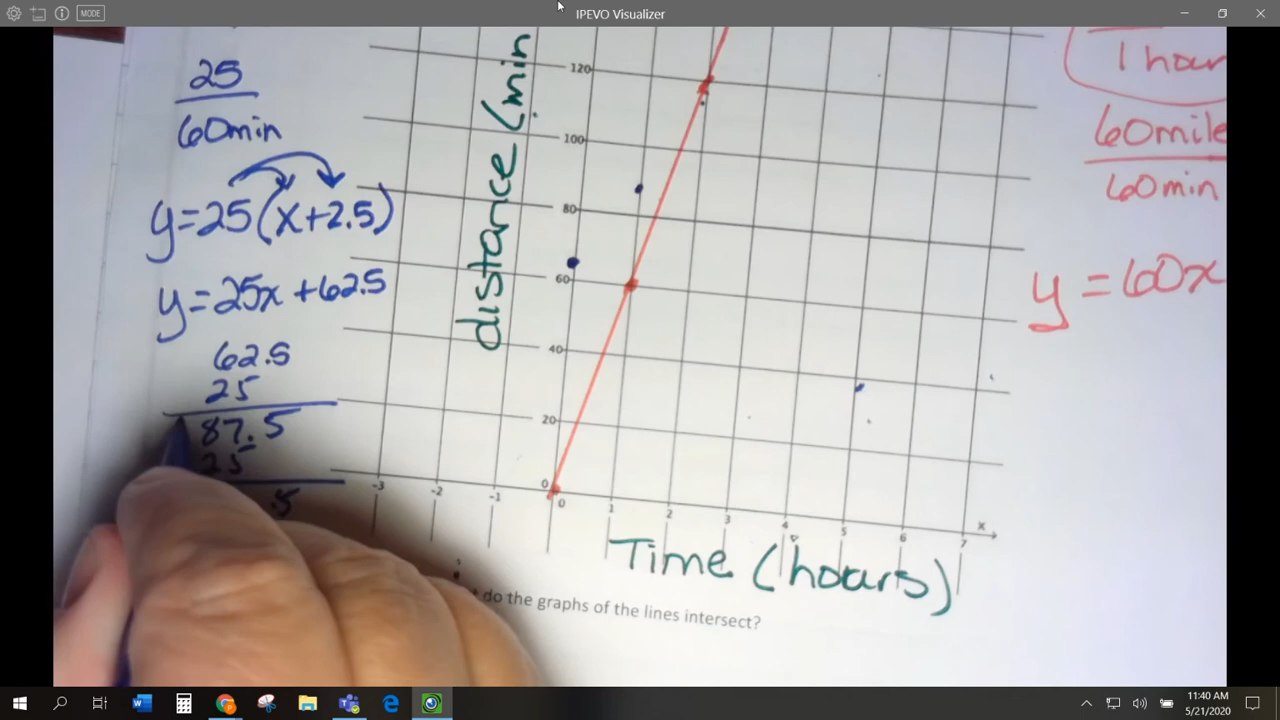 IPEVO Visualizer
MODE
25
60min
y=25(x+2.5)
y=25x+62.5
62.5
25
87.5
25
.5
distance (min
120
100
80
60
40
20
0
-3
-2
-1
0
1
2
3
4
5
6
7
x
Time (hours)
do the graphs of the lines intersect?
1 hour
60mile
60min
y=60x
11:40 AM
5/21/2020